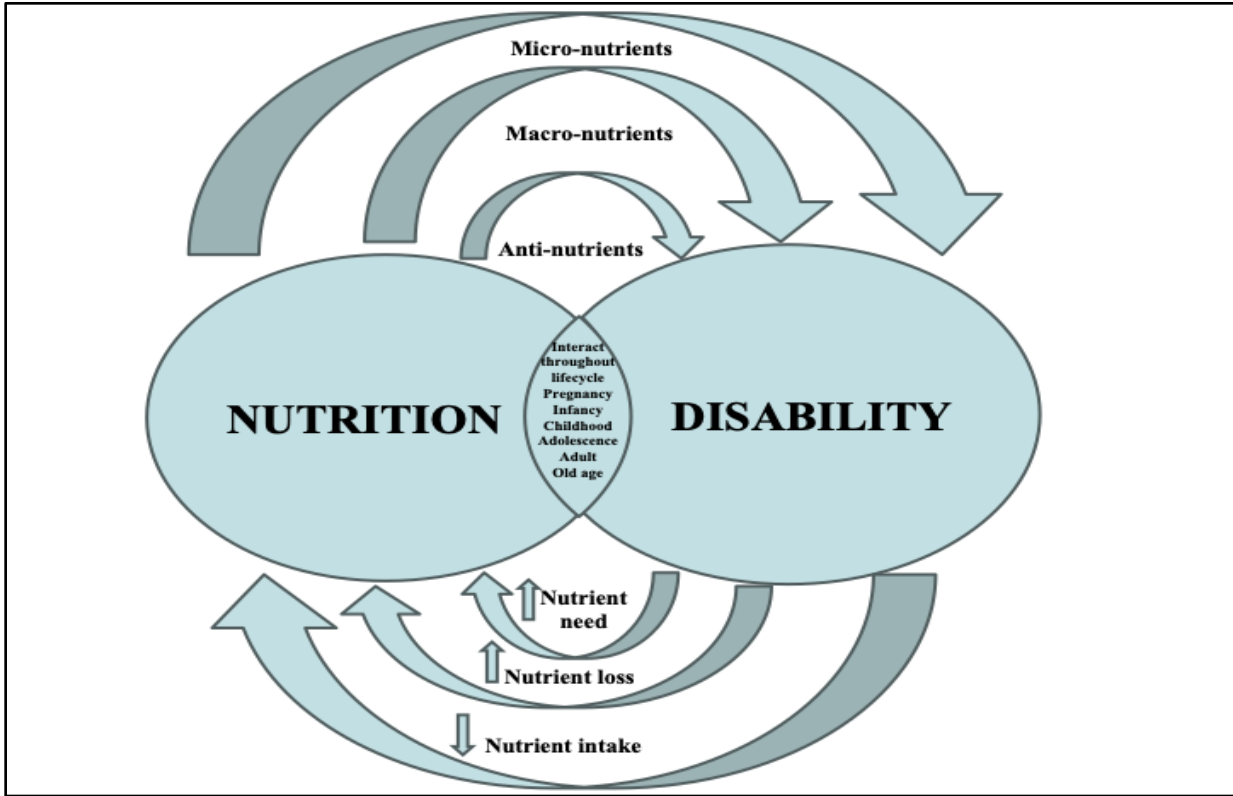 Micro-nutrients
Macro-nutrients
Anti-nutrients
NUTRITION
Interact
throughout
lifecycle
Pregnancy
Infancy
Childhood
Adolescence
Adult
Old age
DISABILITY
Nutrient
need
Nutrient loss
Nutrient intake